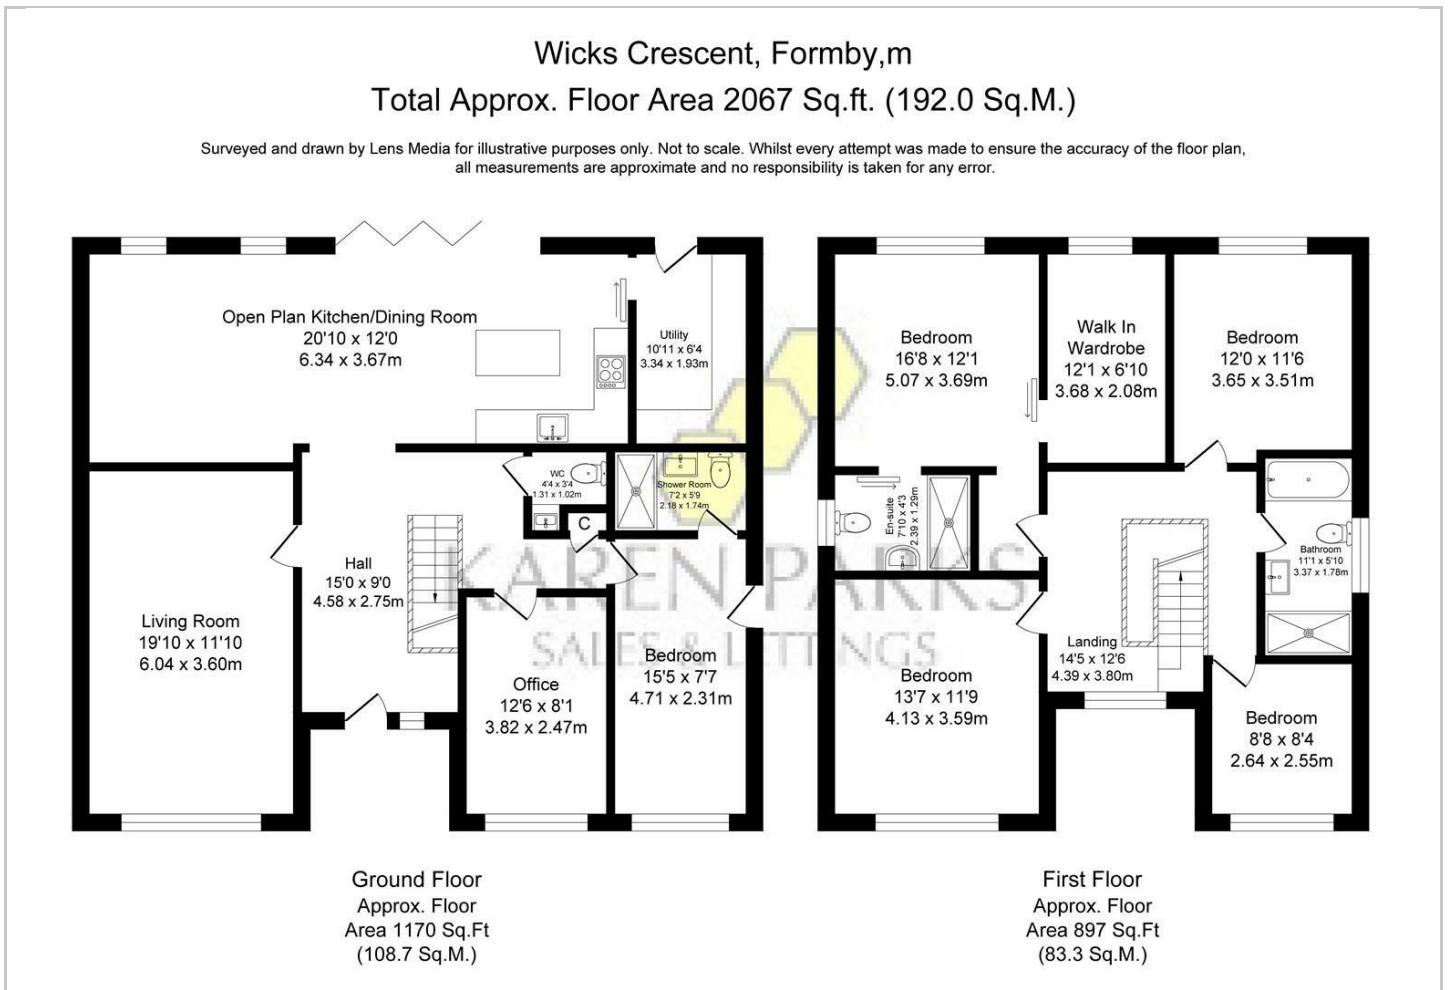 Wicks Crescent, Formby,m
Total Approx. Floor Area 2067 Sq.ft. (192.0 Sq.M.)
Surveyed and drawn by Lens Media for illustrative purposes only. Not to scale. Whilst every attempt was made to ensure the accuracy of the floor plan,
all measurements are approximate and no responsibility is taken for any error.
Open Plan Kitchen/Dining Room
20'10 x 12'0
6.34 x 3.67m
Utility
10'11 x 6'4
3.34 x 1.93m
WC
4'4 x 3'4
1.31 x 1.02m
Shower Room
7'2 x 5'9
2.18 x 1.74m
C
Hall
15'0 x 9'0
4.58 x 2.75m
Living Room
19'10 x 11'10
6.04 x 3.60m
Office
12'6 x 8'1
3.82 x 2.47m
Bedroom
15'5 x 7'7
4.71 x 2.31m
Ground Floor
Approx. Floor
Area 1170 Sq.Ft
(108.7 Sq.M.)
Bedroom
16'8 x 12'1
5.07 x 3.69m
Walk In
Wardrobe
12'1 x 6'10
3.68 x 2.08m
Bedroom
12'0 x 11'6
3.65 x 3.51m
En-suite
7'10 x 4'3
2.39 x 1.29m
Bathroom
11'1 x 5'10
3.37 x 1.78m
Landing
14'5 x 12'6
4.39 x 3.80m
Bedroom
13'7 x 11'9
4.13 x 3.59m
Bedroom
8'8 x 8'4
2.64 x 2.55m
First Floor
Approx. Floor
Area 897 Sq.Ft
(83.3 Sq.M.)
KAREN PARKS
SALES & LETTINGS